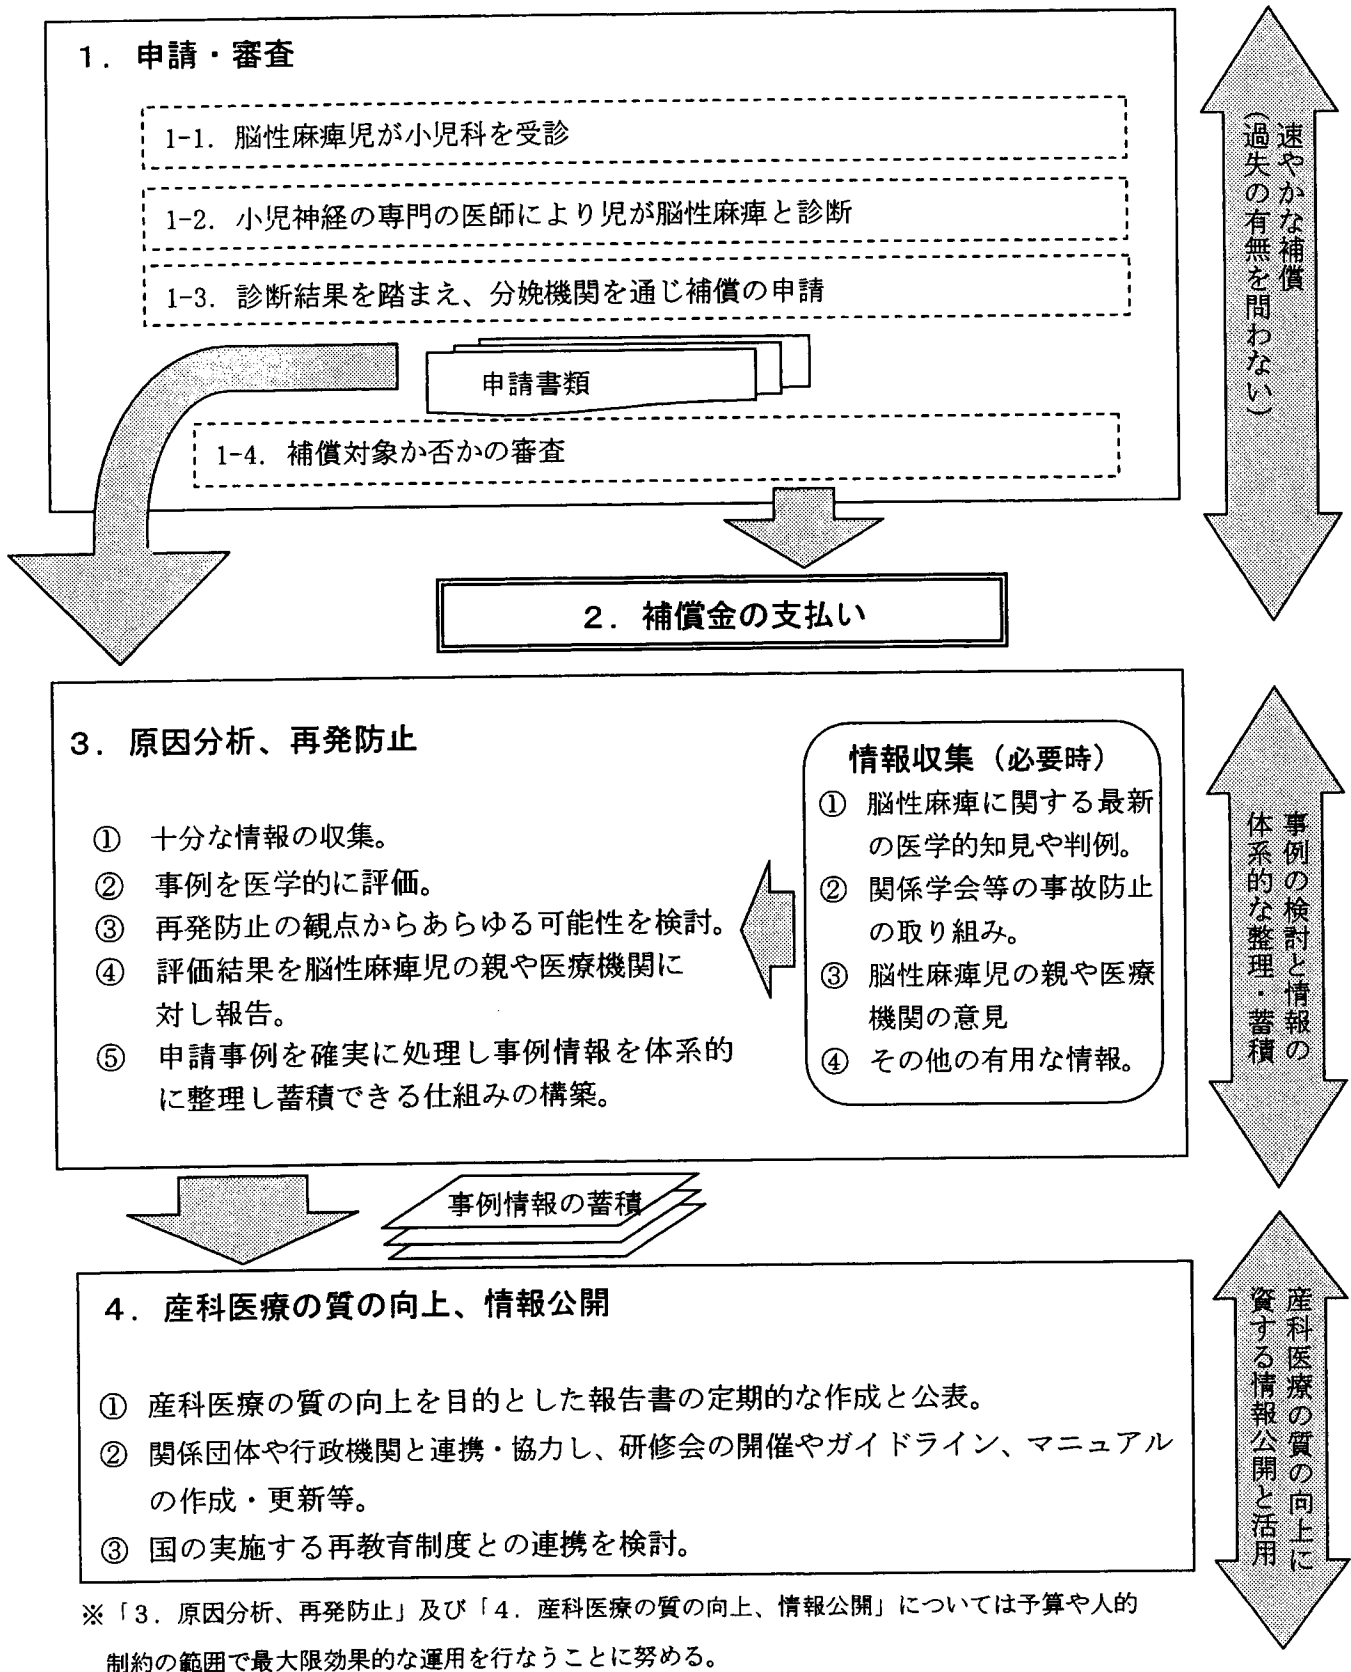 1．申請・審査
1-1．脳性麻痺児が小児科を受診
1-2．小児神経の専門の医師により児が脳性麻痺と診断
1-3．診断結果を踏まえ、分娩機関を通じ補償の申請
申請書類
1-4．補償対象か否かの審査
速やかな補償
（過失の有無を問わない）
2．補償金の支払い
3．原因分析、再発防止
① 十分な情報の収集。
② 事例を医学的に評価。
③ 再発防止の観点からあらゆる可能性を検討。
④ 評価結果を脳性麻痺児の親や医療機関に
対し報告。
⑤ 申請事例を確実に処理し事例情報を体系的
に整理し蓄積できる仕組みの構築。
情報収集（必要時）
① 脳性麻痺に関する最新
の医学的知見や判例。
② 関係学会等の事故防止
の取り組み。
③ 脳性麻痺児の親や医療
機関の意見
④ その他の有用な情報。
事例の検討と情報の
体系的な整理・蓄積
事例情報の蓄積
4．産科医療の質の向上、情報公開
① 産科医療の質の向上を目的とした報告書の定期的な作成と公表。
② 関係団体や行政機関と連携・協力し、研修会の開催やガイドライン、マニュアル
の作成・更新等。
③ 国の実施する再教育制度との連携を検討。
産科医療の質の向上に
資する情報公開と活用
※「3．原因分析、再発防止」及び「4．産科医療の質の向上、情報公開」については予算や人的
制約の範囲で最大限効果的な運用を行なうことに努める。